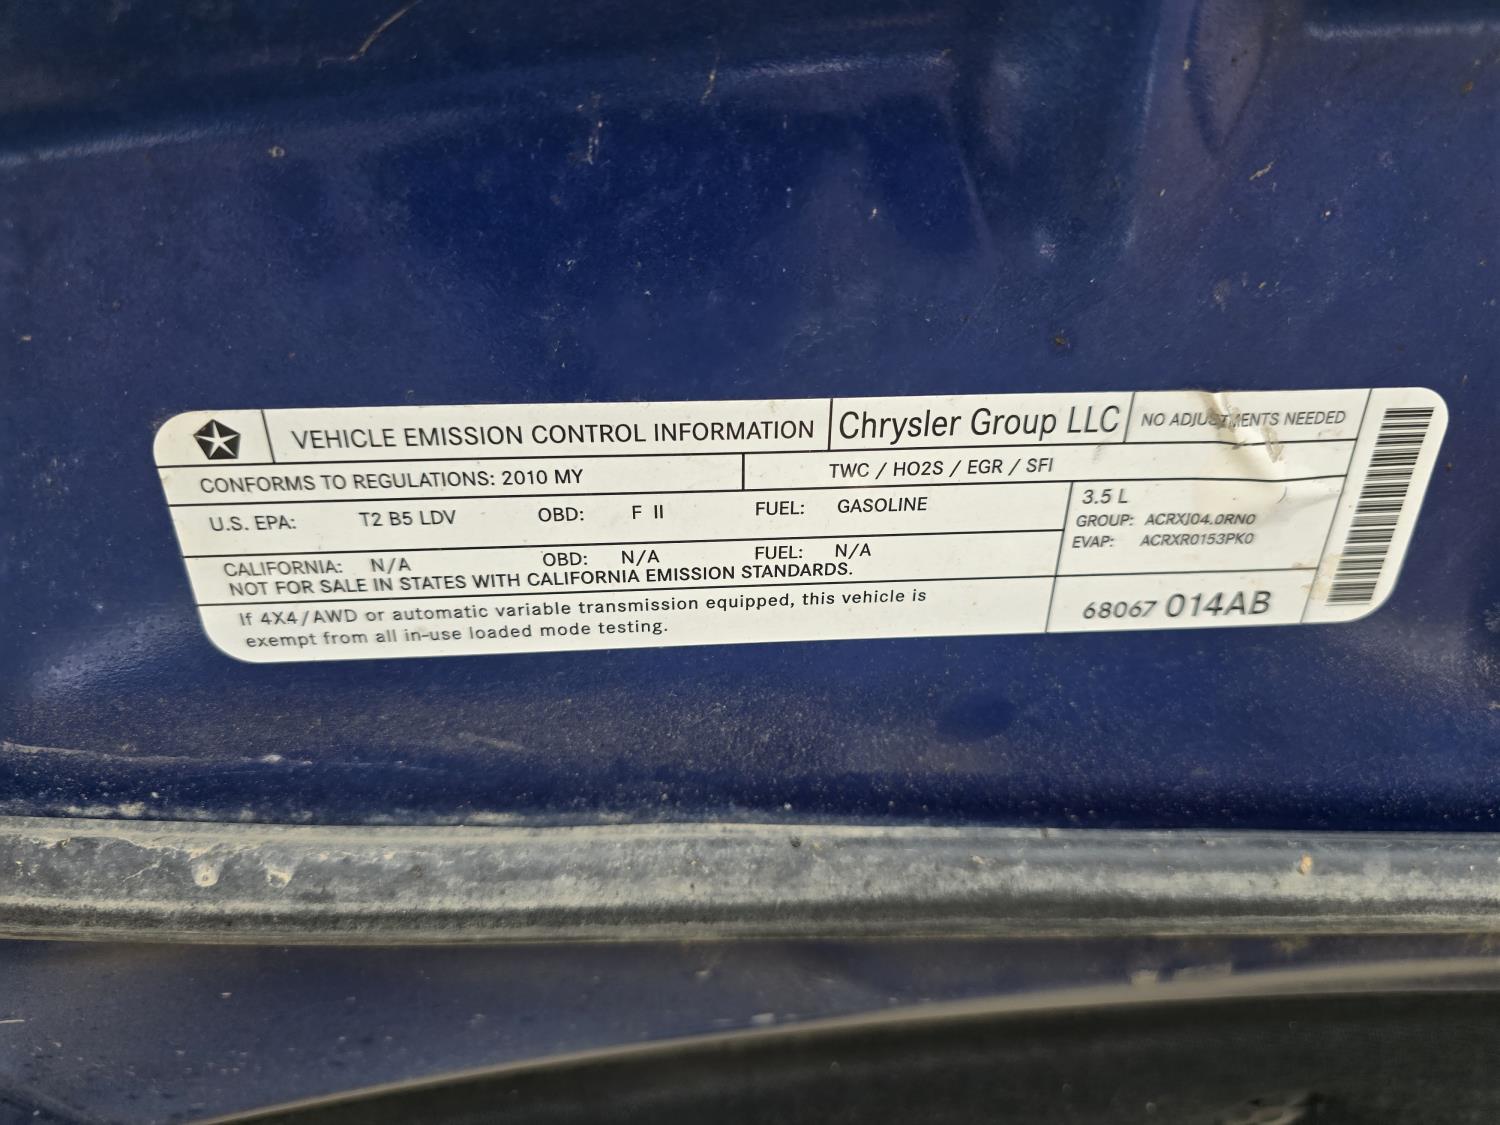 VEHICLE EMISSION CONTROL INFORMATION
Chrysler Group LLC
NO ADJUSTMENTS NEEDED
CONFORMS TO REGULATIONS: 2010 MY
TWC / HO2S / EGR / SFI
U.S. EPA: T2 B5 LDV OBD: F II FUEL: GASOLINE
3.5 L
GROUP: ACRXJ04.0RN0
EVAP: ACRXR0153PK0
CALIFORNIA: N/A OBD: N/A FUEL: N/A
NOT FOR SALE IN STATES WITH CALIFORNIA EMISSION STANDARDS.
If 4X4/AWD or automatic variable transmission equipped, this vehicle is
exempt from all in-use loaded mode testing.
68067 014AB